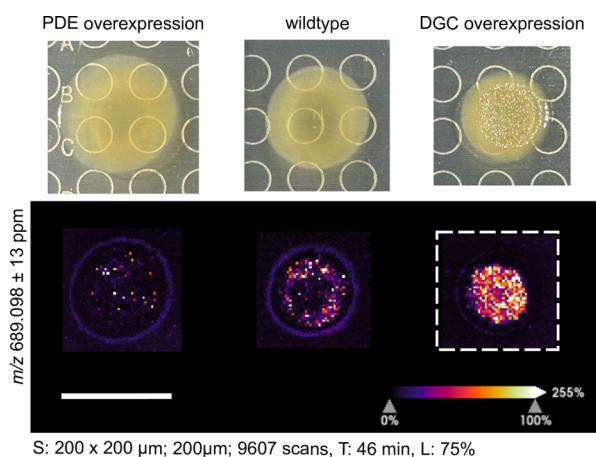 PDE overexpression
wildtype
DGC overexpression
A
B
C
m/z 689.098 ± 13 ppm
255%
0%
100%
S: 200 x 200 µm; 200µm; 9607 scans, T: 46 min, L: 75%